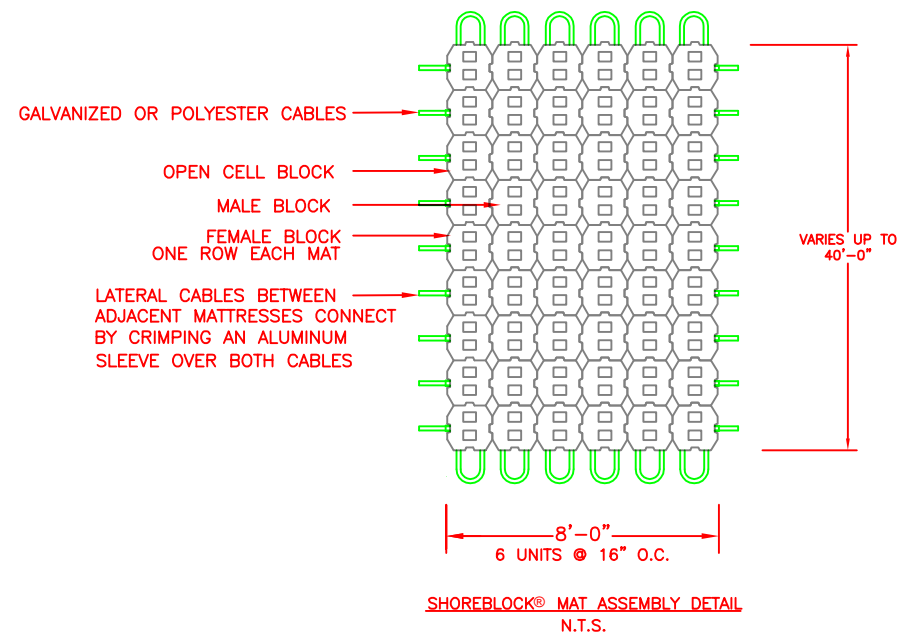 GALVANIZED OR POLYESTER CABLES
OPEN CELL BLOCK
MALE BLOCK
FEMALE BLOCK
ONE ROW EACH MAT
LATERAL CABLES BETWEEN
ADJACENT MATTRESSES CONNECT
BY CRIMPING AN ALUMINUM
SLEEVE OVER BOTH CABLES
VARIES UP TO
40'-0"
8'-0"
6 UNITS @ 16" O.C.
SHOREBLOCK® MAT ASSEMBLY DETAIL
N.T.S.